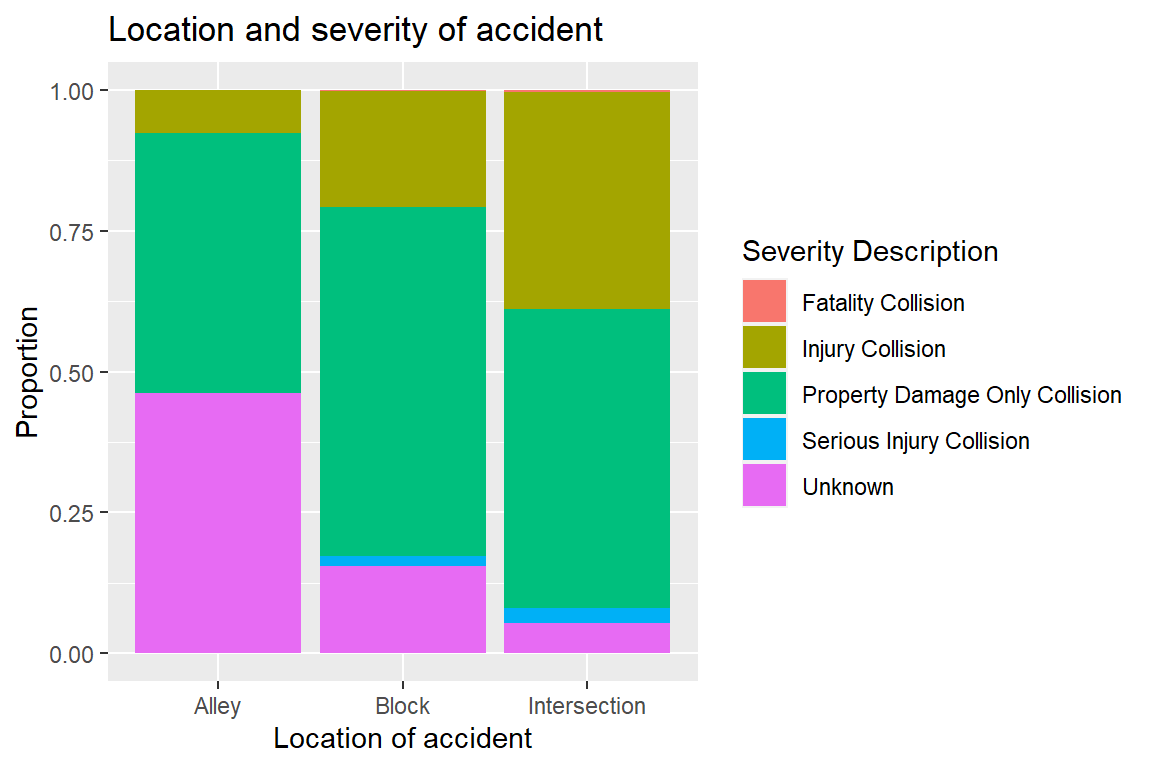 Location and severity of accident
1.00
0.75
0.50
0.25
0.00
Proportion
Alley
Block
Intersection
Location of accident
Severity Description
Fatality Collision
Injury Collision
Property Damage Only Collision
Serious Injury Collision
Unknown